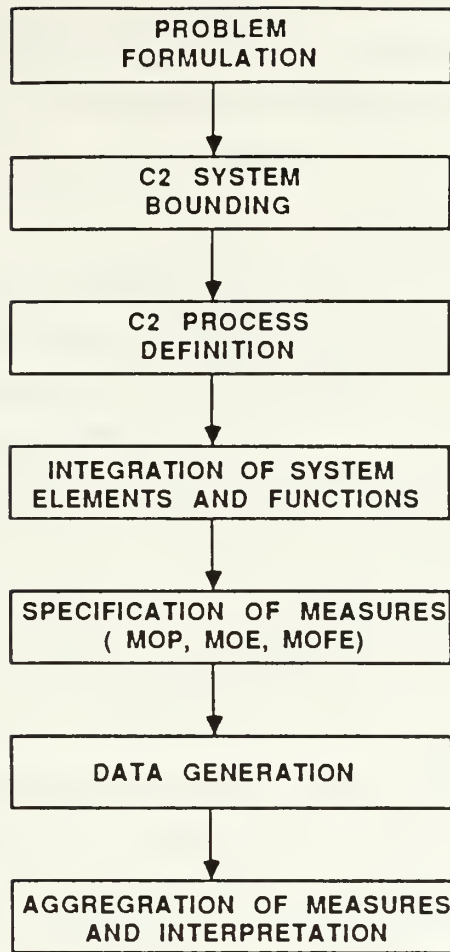 PROBLEM
FORMULATION
C2 SYSTEM
BOUNDING
C2 PROCESS
DEFINITION
INTEGRATION OF SYSTEM
ELEMENTS AND FUNCTIONS
SPECIFICATION OF MEASURES
( MOP, MOE, MOFE)
DATA GENERATION
AGGREGRATION OF MEASURES
AND INTERPRETATION